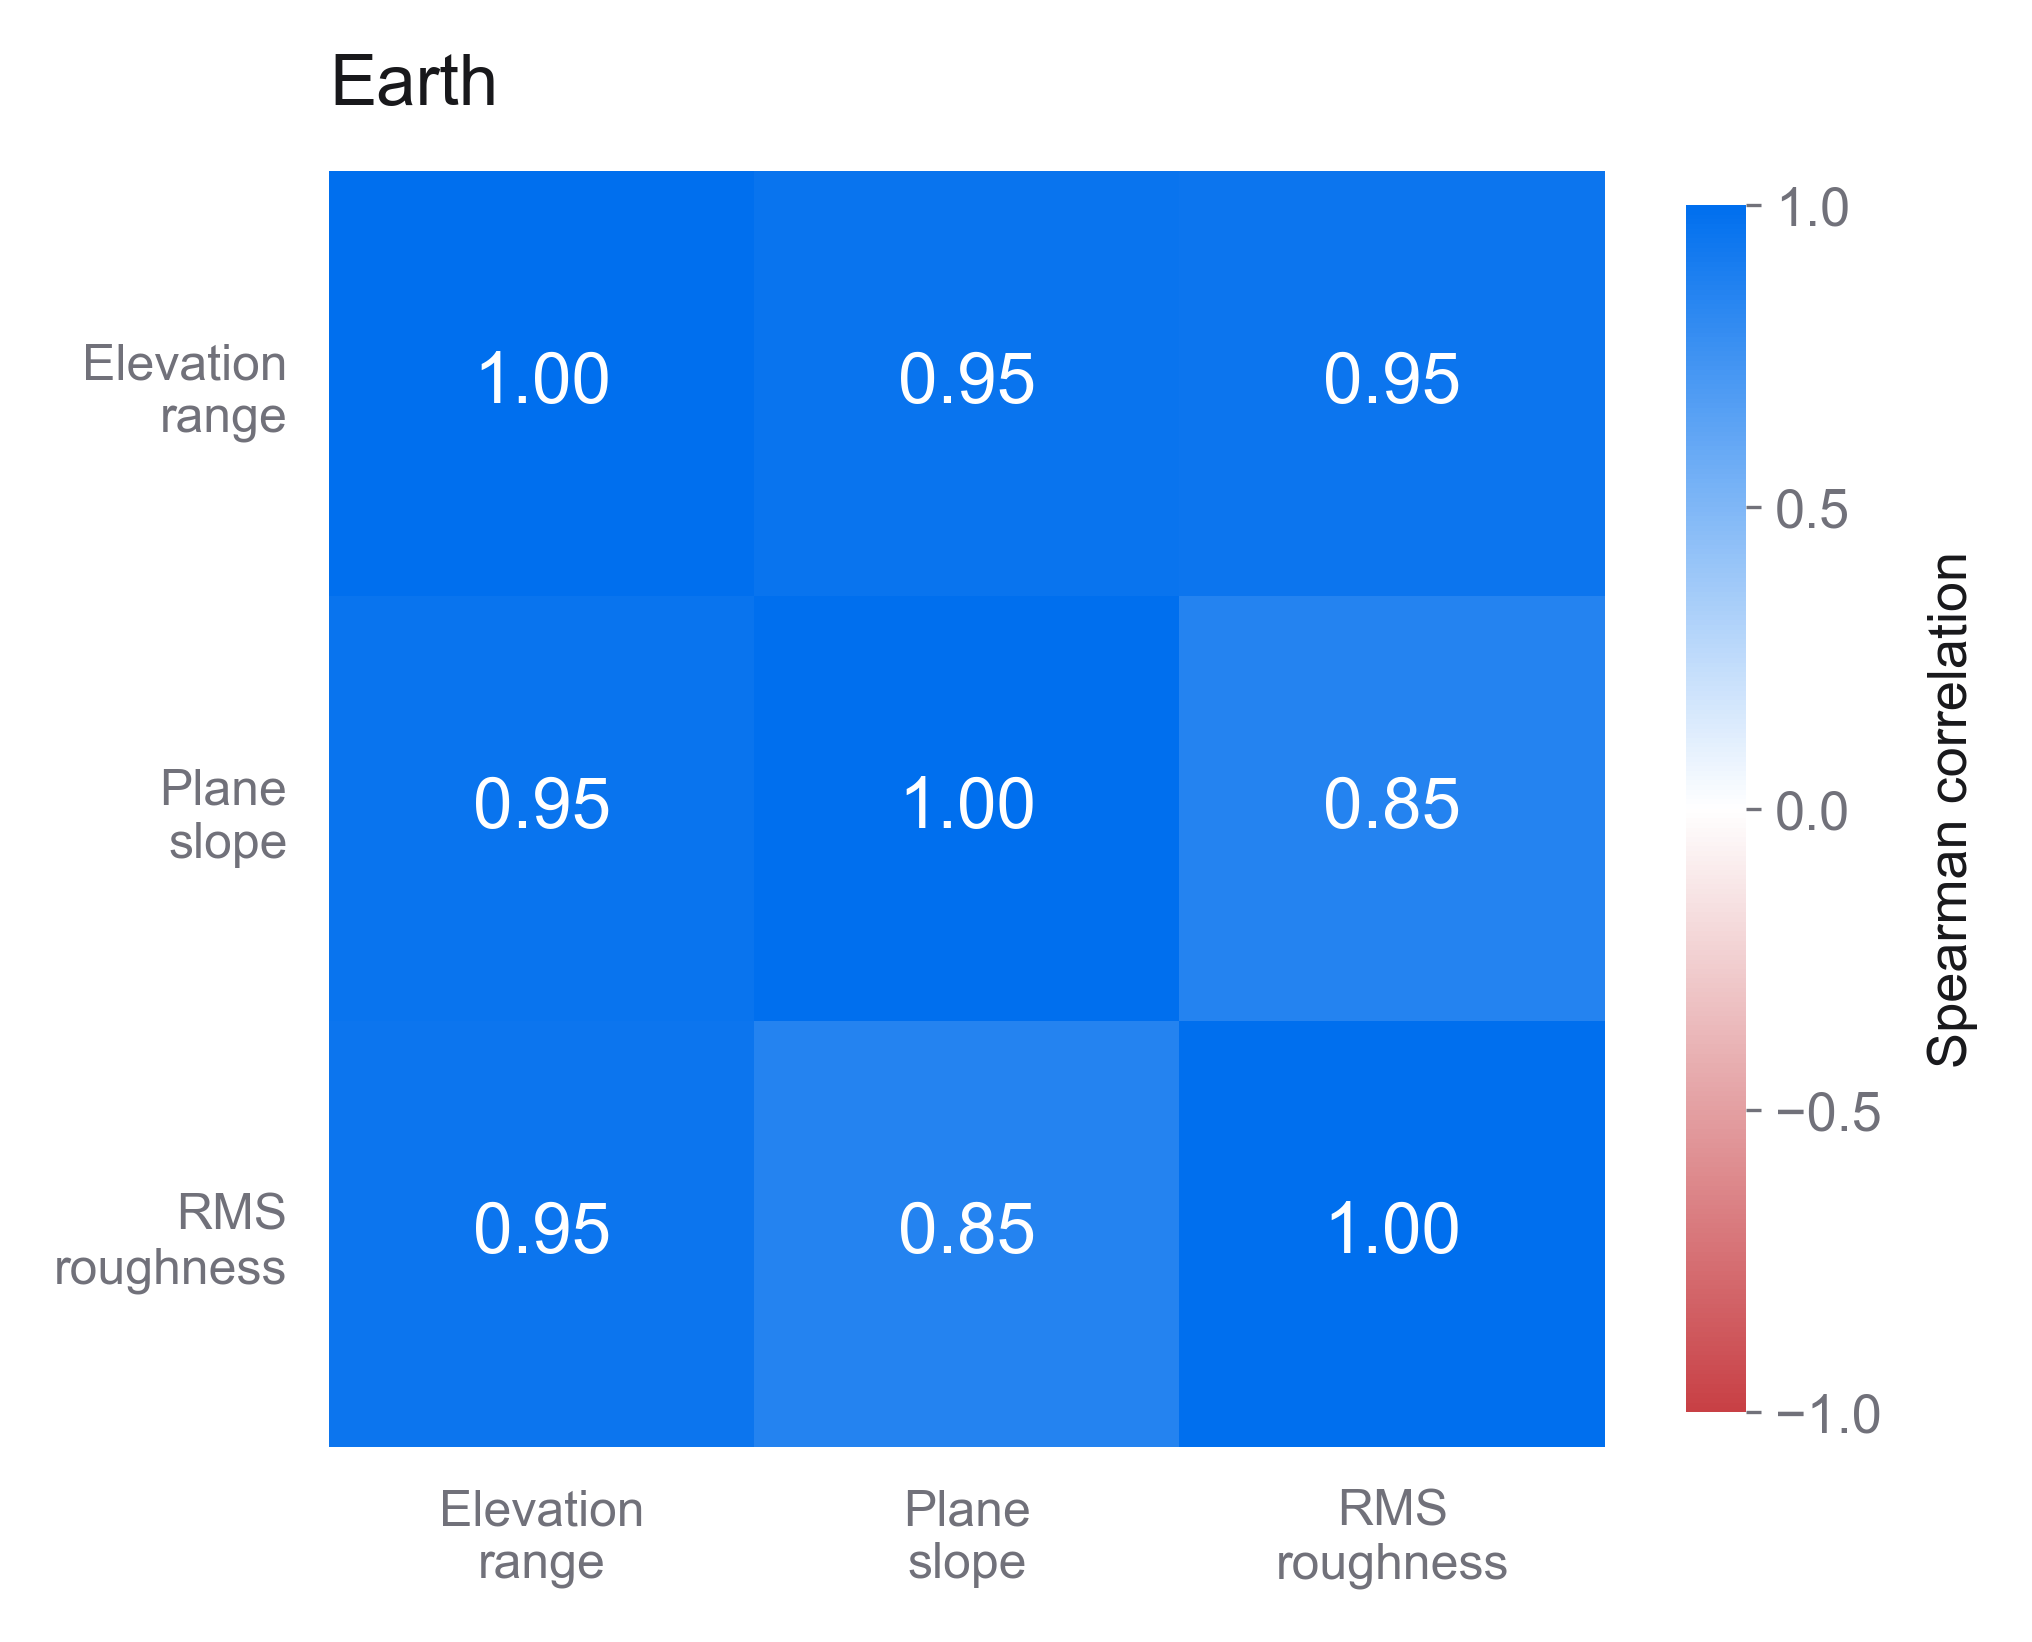 Earth
Elevation
range
1.00
0.95
0.95
Plane
slope
0.95
1.00
0.85
RMS
roughness
0.95
0.85
1.00
Elevation
range
Plane
slope
RMS
roughness
1.0
0.5
0.0
−0.5
−1.0
Spearman correlation